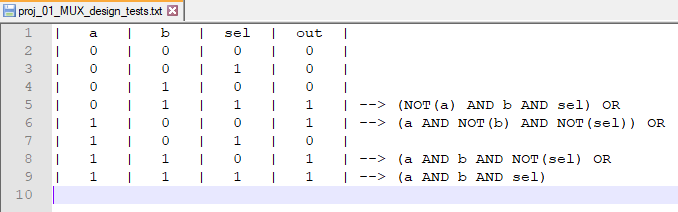 proj_01_MUX_design_tests.txt
1 | a | b | sel | out |
2 | 0 | 0 | 0 | 0 |
3 | 0 | 0 | 1 | 0 |
4 | 0 | 1 | 0 | 0 |
5 | 0 | 1 | 1 | 1 | --> (NOT(a) AND b AND sel) OR
6 | 1 | 0 | 0 | 1 | --> (a AND NOT(b) AND NOT(sel)) OR
7 | 1 | 0 | 1 | 0 |
8 | 1 | 1 | 0 | 1 | --> (a AND b AND NOT(sel) OR
9 | 1 | 1 | 1 | 1 | --> (a AND b AND sel)
10